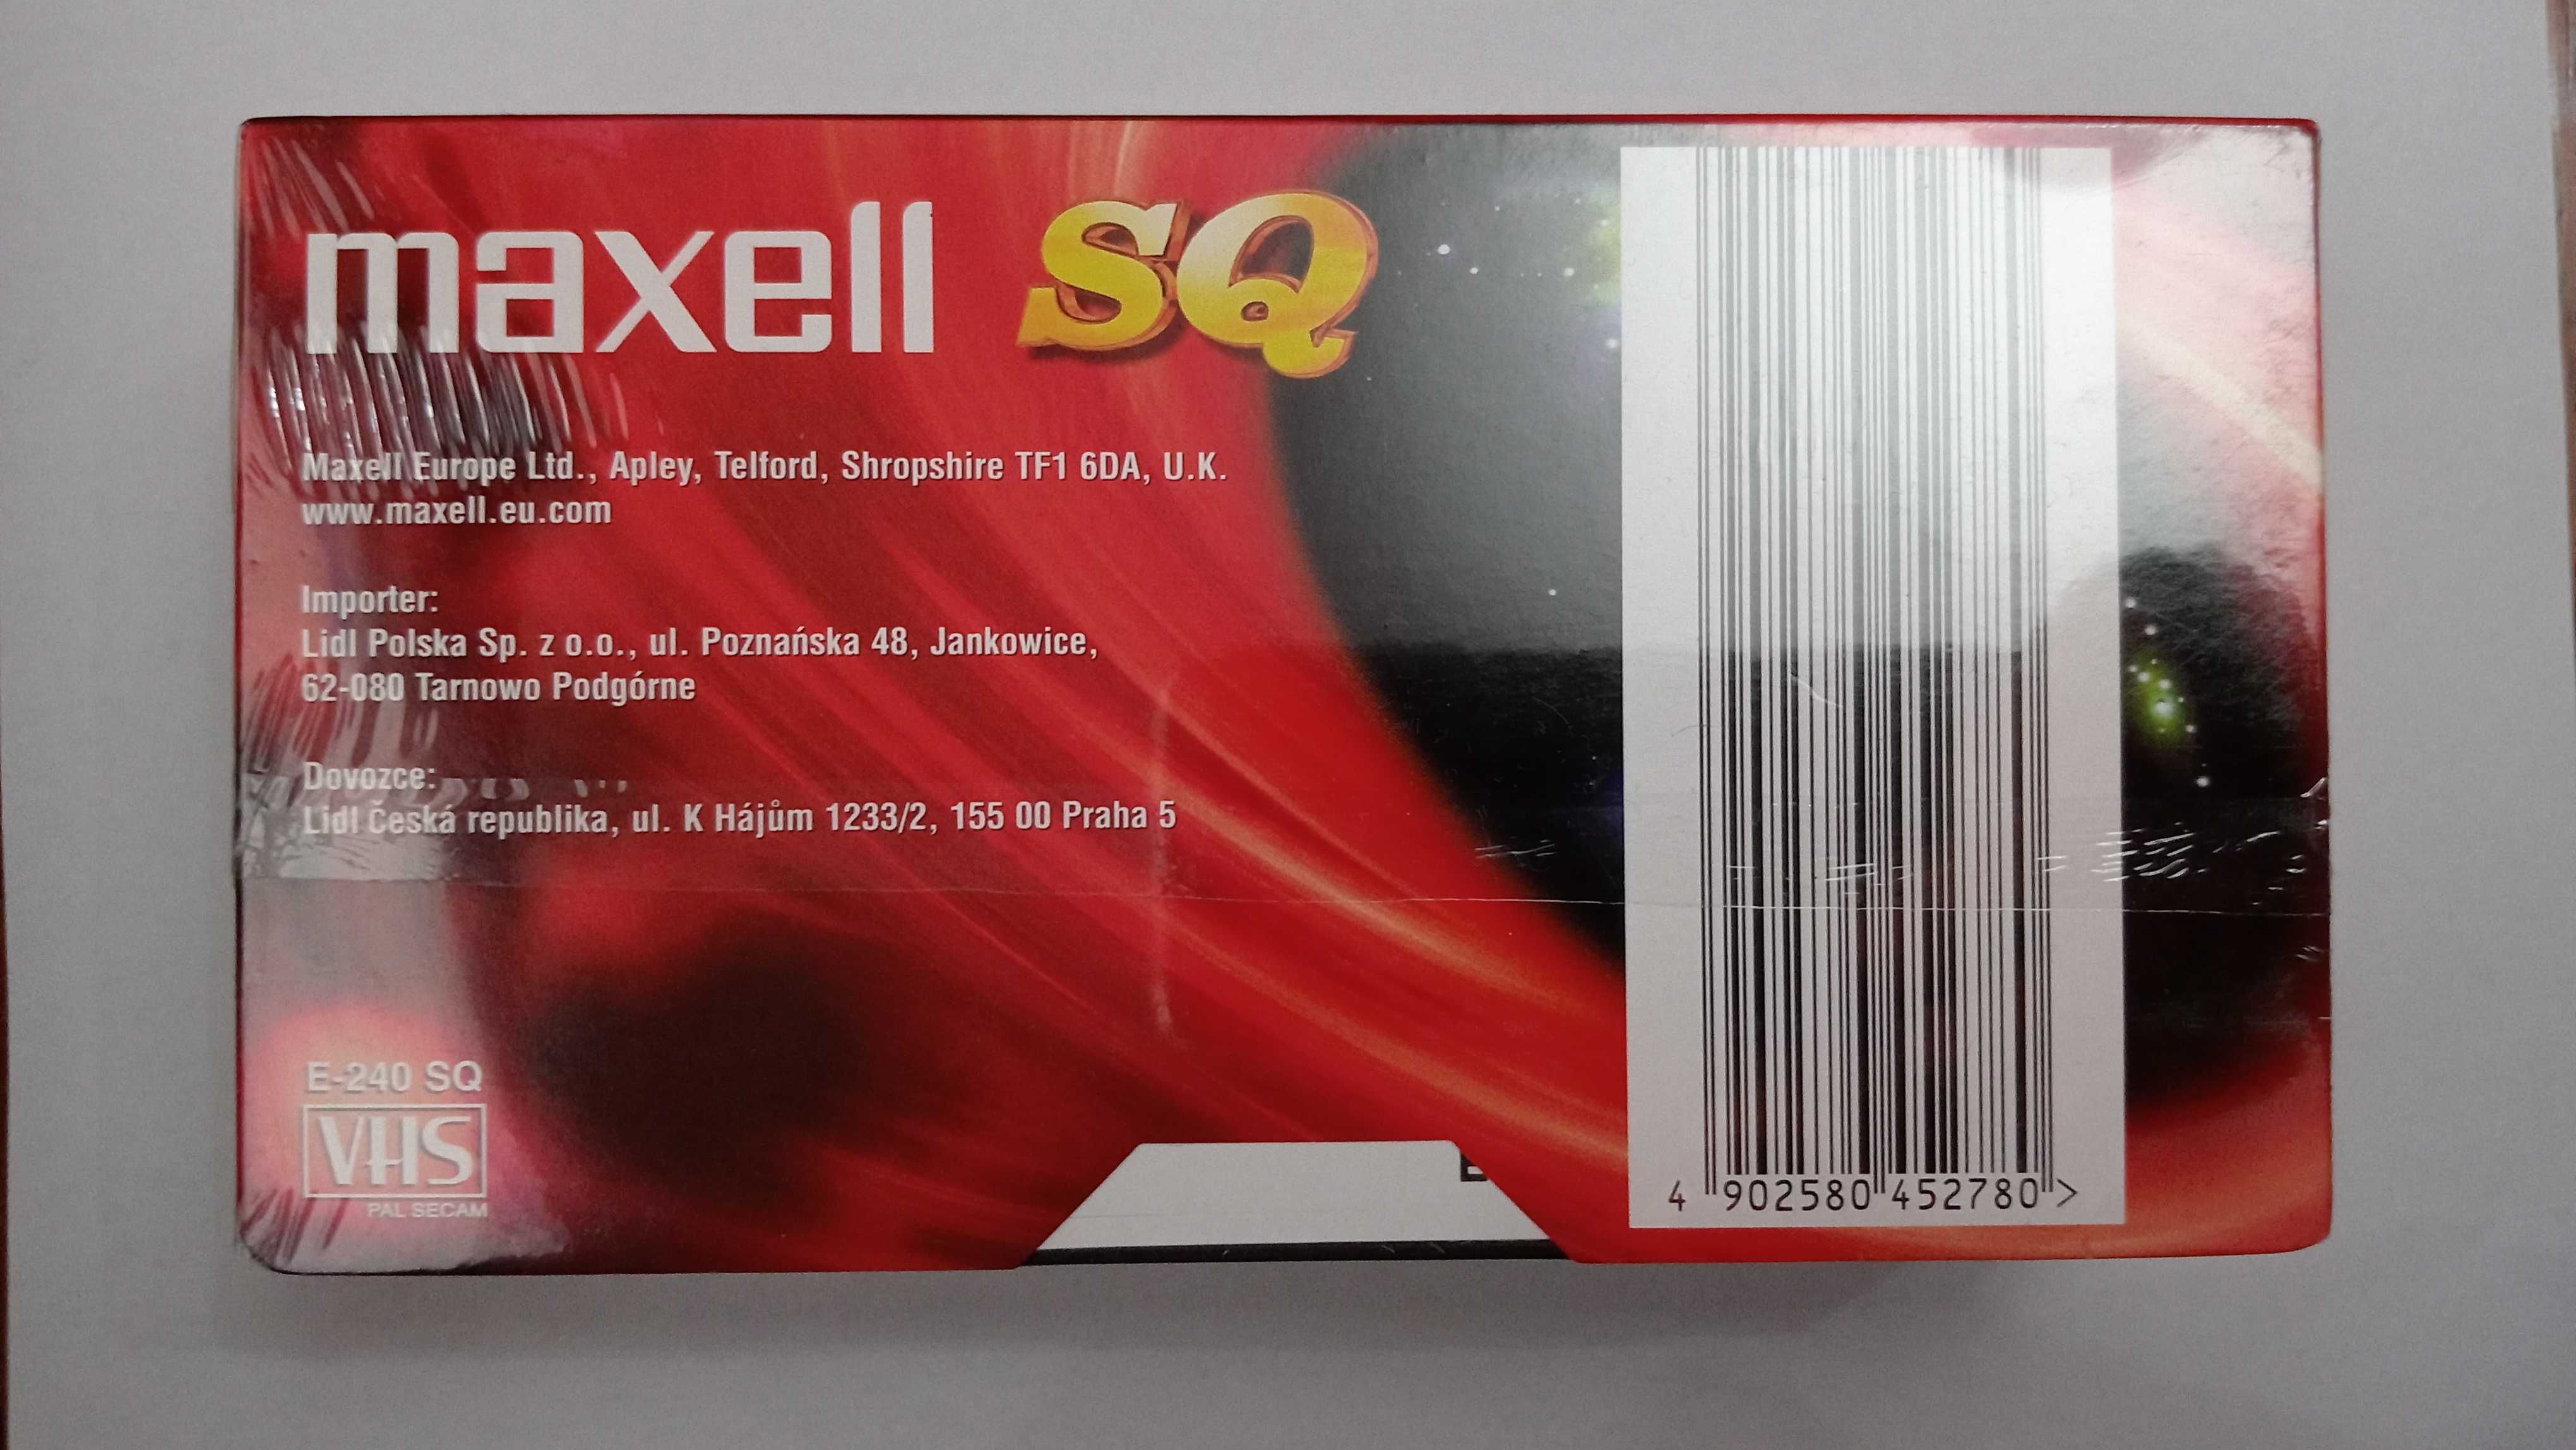 maxell SQ
Maxell Europe Ltd., Apley, Telford, Shropshire TF1 6DA, U.K.
www.maxell.eu.com
Importer:
Lidl Polska Sp. z o.o., ul. Poznańska 48, Jankowice,
62-080 Tarnowo Podgórne
Dovozce:
Lidl Česká republika, ul. K Hájům 1233/2, 155 00 Praha 5
E-240 SQ
VHS
PAL SECAM
4 902580 452780 >